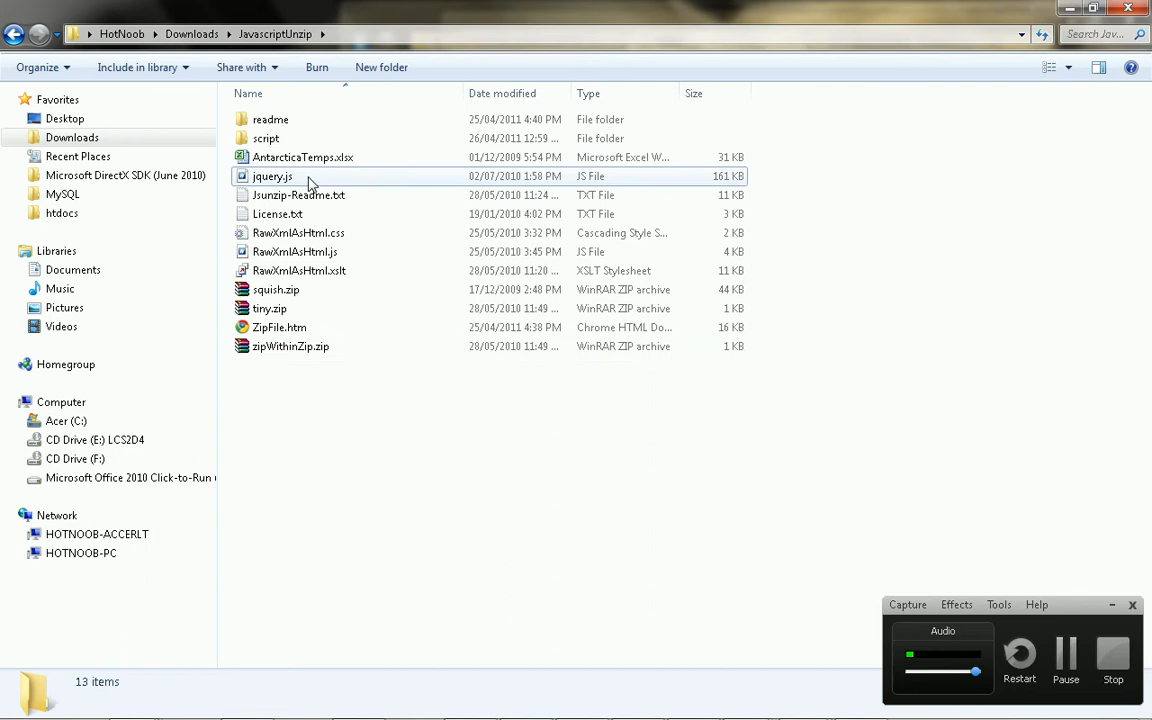 HotNoob Downloads JavascriptUnzip Search Jav...
Organize Include in library Share with Burn New folder
Favorites
Desktop
Downloads
Recent Places
Microsoft DirectX SDK (June 2010)
MySQL
htdocs
Libraries
Documents
Music
Pictures
Videos
Homegroup
Computer
Acer (C:)
CD Drive (E:) LCS2D4
CD Drive (F:)
Microsoft Office 2010 Click-to-Run
Network
HOTNOOB-ACCERLT
HOTNOOB-PC
Name Date modified Type Size
readme 25/04/2011 4:40 PM File folder
script 26/04/2011 12:59 ... File folder
AntarcticaTemps.xlsx 01/12/2009 5:54 PM Microsoft Excel W... 31 KB
jquery.js 02/07/2010 1:58 PM JS File 161 KB
Jsunzip-Readme.txt 28/05/2010 11:24 ... TXT File 11 KB
License.txt 19/01/2010 4:02 PM TXT File 3 KB
RawXmlAsHtml.css 25/05/2010 3:32 PM Cascading Style S... 2 KB
RawXmlAsHtml.js 25/05/2010 3:45 PM JS File 4 KB
RawXmlAsHtml.xslt 28/05/2010 11:20 ... XSLT Stylesheet 11 KB
squish.zip 17/12/2009 2:48 PM WinRAR ZIP archive 44 KB
tiny.zip 28/05/2010 11:49 ... WinRAR ZIP archive 1 KB
ZipFile.htm 25/04/2011 4:38 PM Chrome HTML Do... 16 KB
zipWithinZip.zip 28/05/2010 11:49 ... WinRAR ZIP archive 1 KB
Capture Effects Tools Help
Audio
Restart Pause Stop
13 items